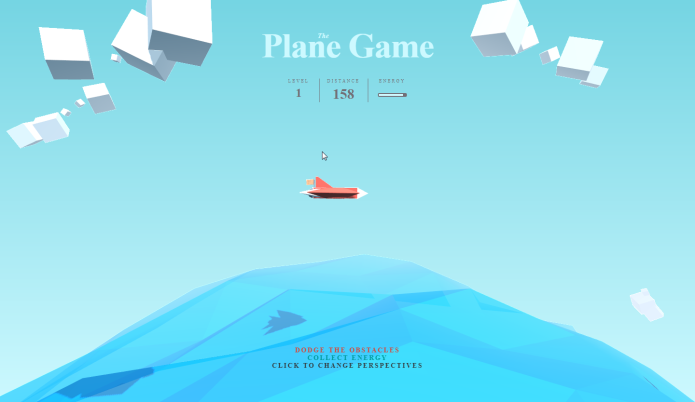 The
Plane Game
LEVEL DISTANCE ENERGY
1 158
DODGE THE OBSTACLES
COLLECT ENERGY
CLICK TO CHANGE PERSPECTIVES